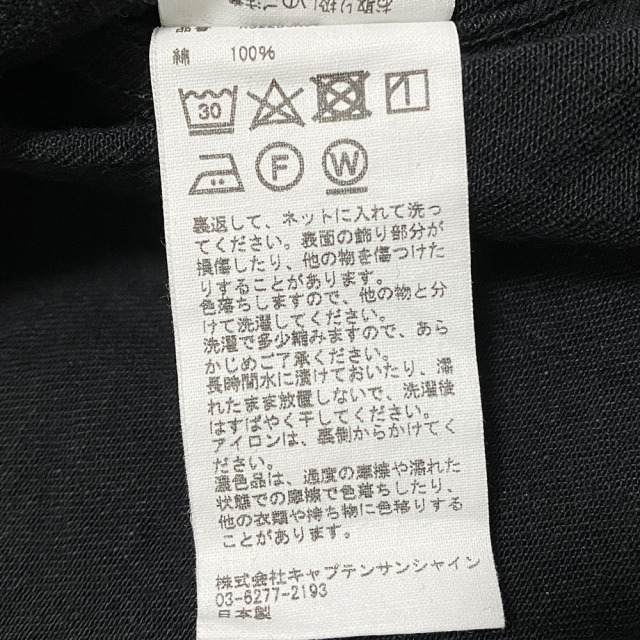 綿 100%
30
F
W
裏返して、ネットに入れて洗っ
てください。表面の飾り部分が
損傷したり、他の物を傷つけた
りすることがあります。
色落ちしますので、他の物と分
けて洗濯してください。
洗濯で多少縮みますので、あら
かじめご了承ください。
長時間水に漬けておいたり、濡
れたまま放置しないで、洗濯後
はすばやく干してください。
アイロンは、裏側からかけてく
ださい。
濃色品は、過度の摩擦や濡れた
状態での摩擦で色落ちしたり、
他の衣類や持ち物に色移りする
ことがあります。
株式会社キャプテンサンシャイン
03-6277-2193
日本製